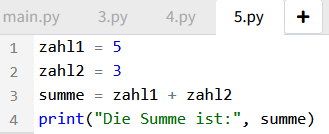 main.py 3.py 4.py 5.py +
1 zahl1 = 5
2 zahl2 = 3
3 summe = zahl1 + zahl2
4 print("Die Summe ist:", summe)